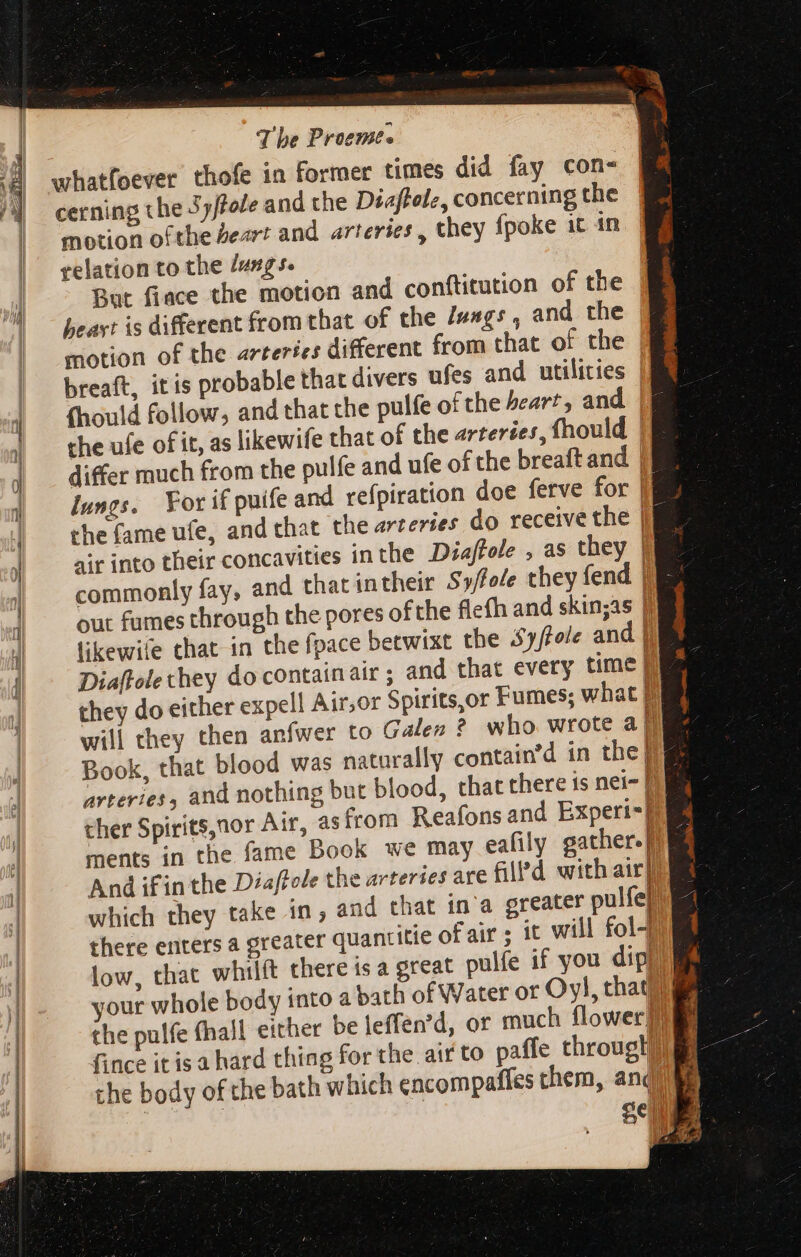 The Proeme.
whatſoever thoſe in former times did ſay con-
cerning the Syſtole and the Diaſtole, concerning the
motion of the heart and arteries, they ſpoke it in
relation to the lungs.
But ſince the motion and conſtitution of the
heart is different from that of the lungs, and the
motion of the arteries different from that of the
breaſt, it is probable that divers uſes and utilities
ſhould follow, and that the pulſe of the heart, and
the uſe of it, as likewiſe that of the arteries, ſhould
differ much from the pulſe and uſe of the breaſt and
lungs. For if pulſe and reſpiration doe ſerve for
the ſame uſe, and that the arteries do receive the
air into their concavities in the Diaſtole, as they
commonly ſay, and that in their Syſtole they ſend
out fumes through the pores of the fleſh and skin;as
likewiſe that in the ſpace betwixt the Syſtole and
Diaſtole they do contain air; and that every time
they do either expell Air,or Spirits,or Fumes; what
will they then anſwer to Galen? who wrote a
Book, that blood was naturally contain'd in the
arteries, and nothing but blood, that there is nei-
ther Spirits,nor Air, as from Reaſons and Experi-
ments in the ſame Book we may eaſily gather.
And if in the Diaſtole the arteries are fill'd with air
which they take in, and that in a greater pulſe
there enters a greater quantitie of air; it will fol-
low, that whilſt there is a great pulſe if you dip
your whole body into a bath of Water or Oyl, that
the pulſe ſhall either be leſſen'd, or much ſlower,
ſince it is a hard thing for the air to paſſe through
the body of the bath which encompaſſes them, and
ge